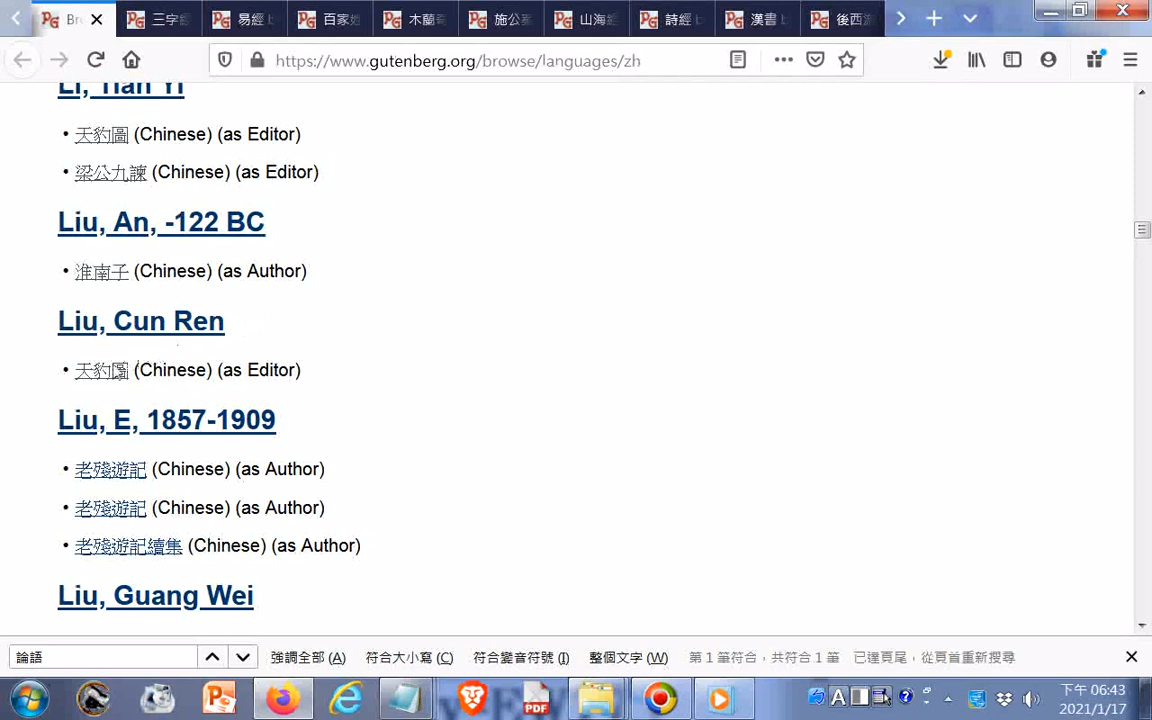 Br
三字經
易經 b
百家姓
木蘭奇
施公案
山海經
詩經 b
漢書 b
後西遊
https://www.gutenberg.org/browse/languages/zh
Li, Tian Yi
• 天豹圖 (Chinese) (as Editor)
• 梁公九諫 (Chinese) (as Editor)
Liu, An, -122 BC
• 淮南子 (Chinese) (as Author)
Liu, Cun Ren
• 天豹圖 (Chinese) (as Editor)
Liu, E, 1857-1909
• 老殘遊記 (Chinese) (as Author)
• 老殘遊記 (Chinese) (as Author)
• 老殘遊記續集 (Chinese) (as Author)
Liu, Guang Wei
論語 強調全部 (A) 符合大小寫 (C) 符合變音符號 (I) 整個文字 (W) 第 1 筆符合，共符合 1 筆 已達頁尾，從頁首重新搜尋
PDF
A
下午 06:43
2021/1/17